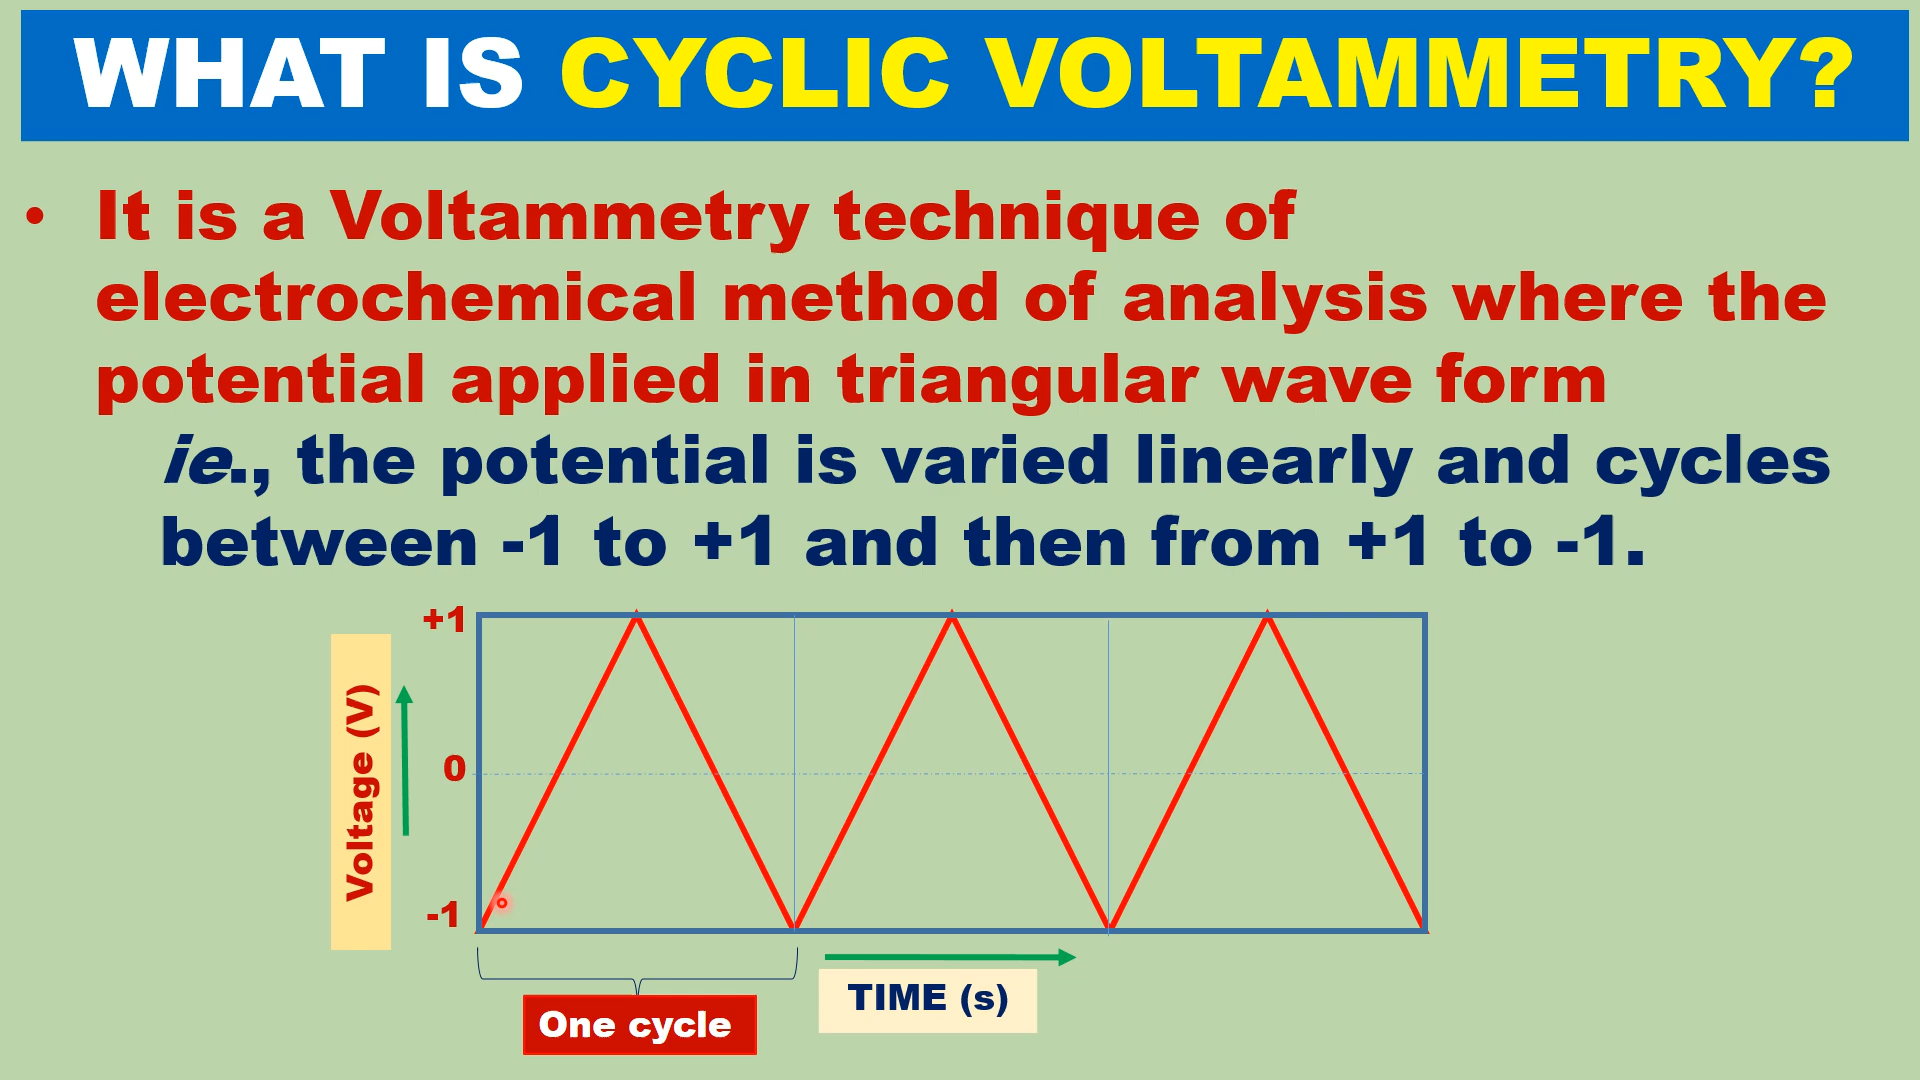 WHAT IS CYCLIC VOLTAMMETRY?
• It is a Voltammetry technique of
electrochemical method of analysis where the
potential applied in triangular wave form
ie., the potential is varied linearly and cycles
between -1 to +1 and then from +1 to -1.
+1
0
-1
Voltage (V)
TIME (s)
One cycle